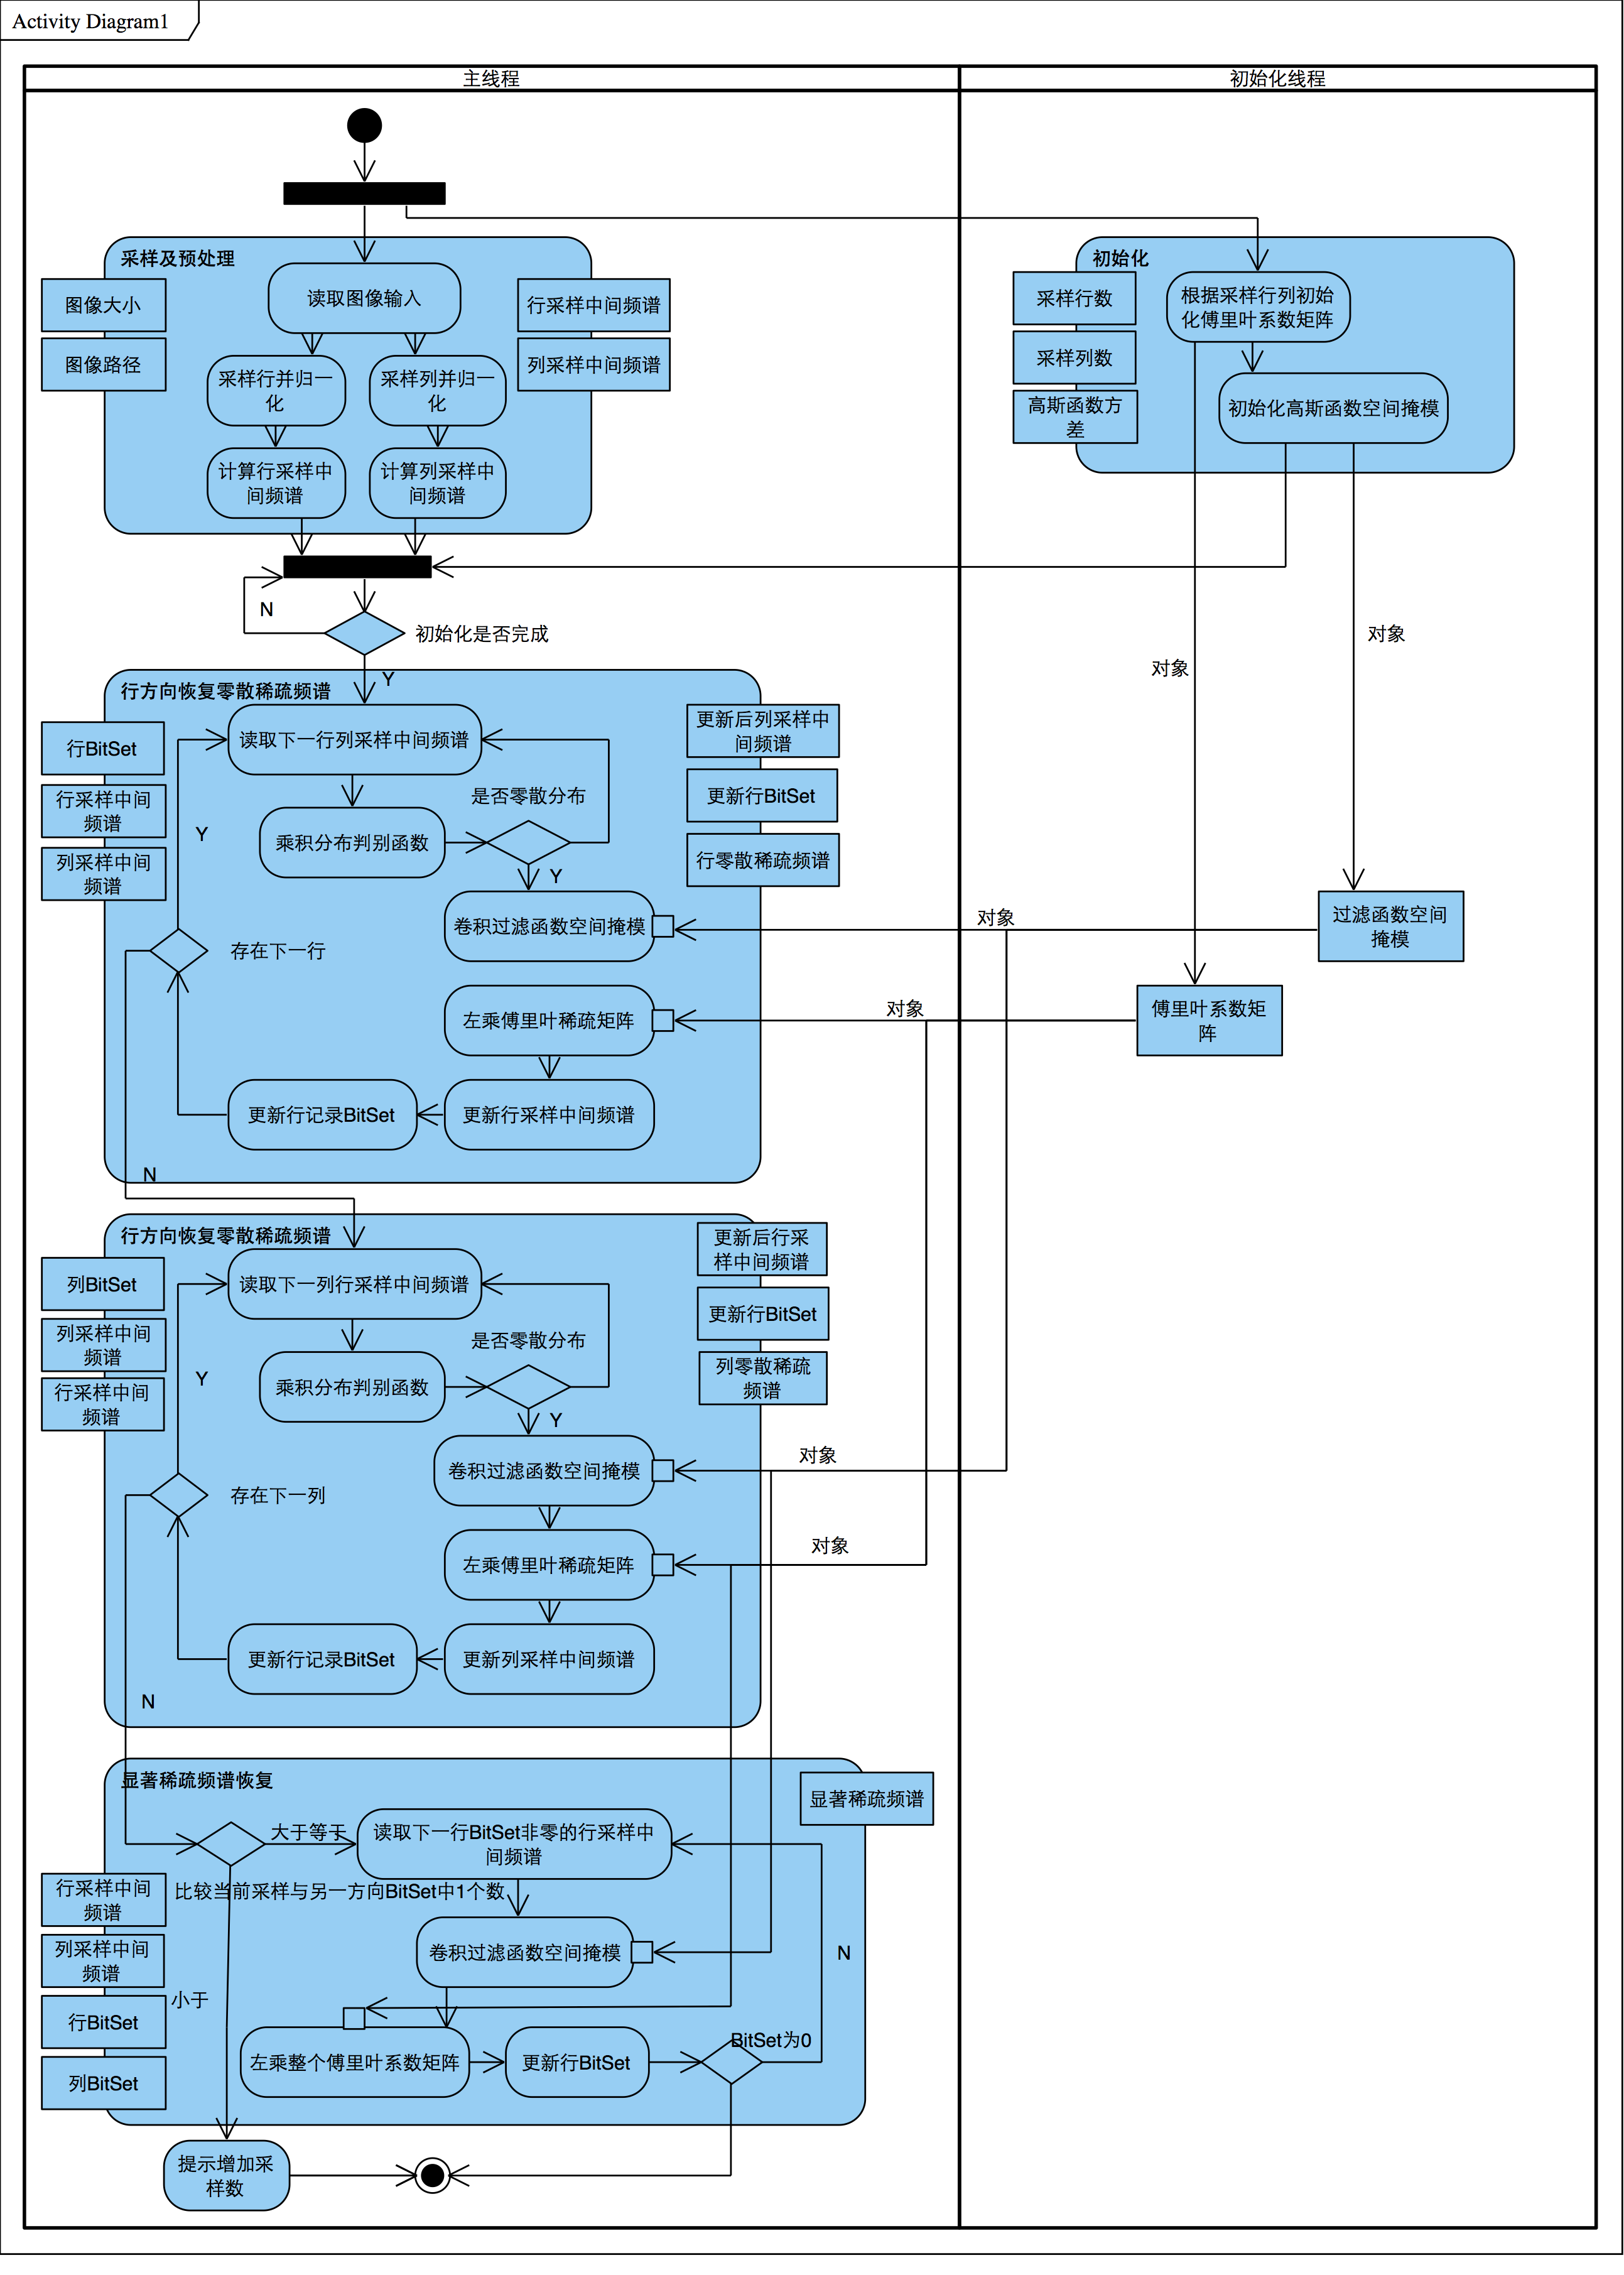 Activity Diagram1
主线程
初始化线程
采样及预处理
图像大小
图像路径
读取图像输入
采样行并归一
化
采样列并归一
化
计算行采样中
间频谱
计算列采样中
间频谱
行采样中间频谱
列采样中间频谱
初始化
采样行数
采样列数
高斯函数方
差
根据采样行列初始
化傅里叶系数矩阵
初始化高斯函数空间掩模
N
初始化是否完成
Y
对象
对象
行方向恢复零散稀疏频谱
行BitSet
行采样中间
频谱
列采样中间
频谱
读取下一行列采样中间频谱
是否零散分布
乘积分布判别函数
Y
Y
卷积过滤函数空间掩模
存在下一行
左乘傅里叶稀疏矩阵
更新行记录BitSet
更新行采样中间频谱
N
更新后列采样中
间频谱
更新行BitSet
行零散稀疏频谱
对象
过滤函数空间
掩模
对象
傅里叶系数矩
阵
行方向恢复零散稀疏频谱
列BitSet
列采样中间
频谱
行采样中间
频谱
读取下一列行采样中间频谱
是否零散分布
乘积分布判别函数
Y
Y
卷积过滤函数空间掩模
存在下一列
左乘傅里叶稀疏矩阵
更新行记录BitSet
更新列采样中间频谱
N
更新后行采
样中间频谱
更新行BitSet
列零散稀疏
频谱
对象
对象
显著稀疏频谱恢复
显著稀疏频谱
大于等于
读取下一行BitSet非零的行采样中
间频谱
比较当前采样与另一方向BitSet中1个数
行采样中间
频谱
列采样中间
频谱
行BitSet
列BitSet
卷积过滤函数空间掩模
N
小于
BitSet为0
左乘整个傅里叶系数矩阵
更新行BitSet
提示增加采
样数